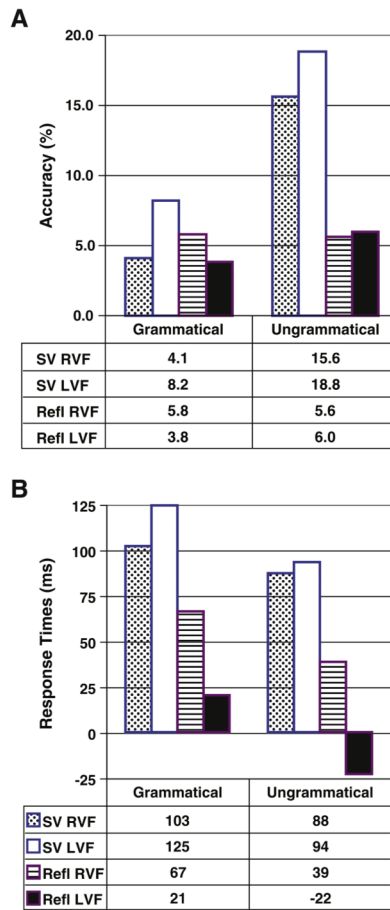 A
20.0
15.0
10.0
5.0
0.0
Accuracy (%)
Grammatical Ungrammatical
SV RVF 4.1 15.6
SV LVF 8.2 18.8
Refl RVF 5.8 5.6
Refl LVF 3.8 6.0
B
125
100
75
50
25
0
-25
Response Times (ms)
Grammatical Ungrammatical
SV RVF 103 88
SV LVF 125 94
Refl RVF 67 39
Refl LVF 21 -22